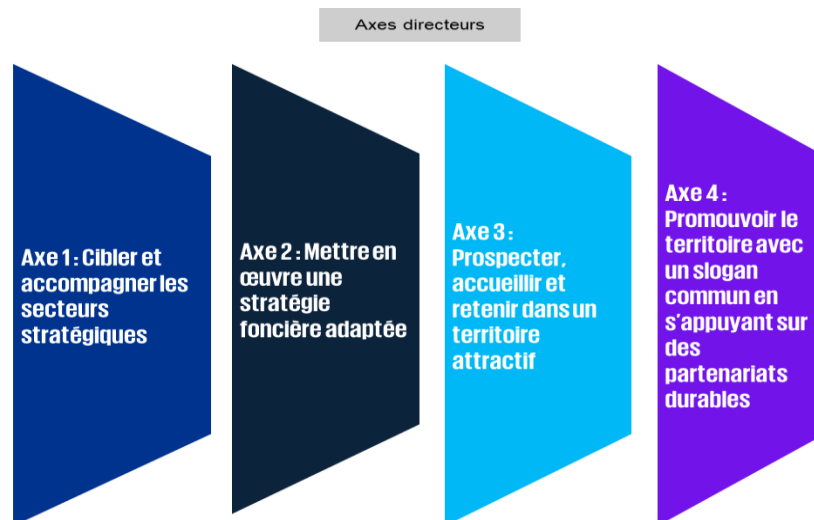 Axes directeurs
Axe 1 : Cibler et
accompagner les
secteurs
stratégiques
Axe 2 : Mettre en
œuvre une
stratégie
foncière adaptée
Axe 3 :
Prospecter,
accueillir et
retenir dans un
territoire
attractif
Axe 4 :
Promouvoir le
territoire avec
un slogan
commun en
s'appuyant sur
des
partenariats
durables